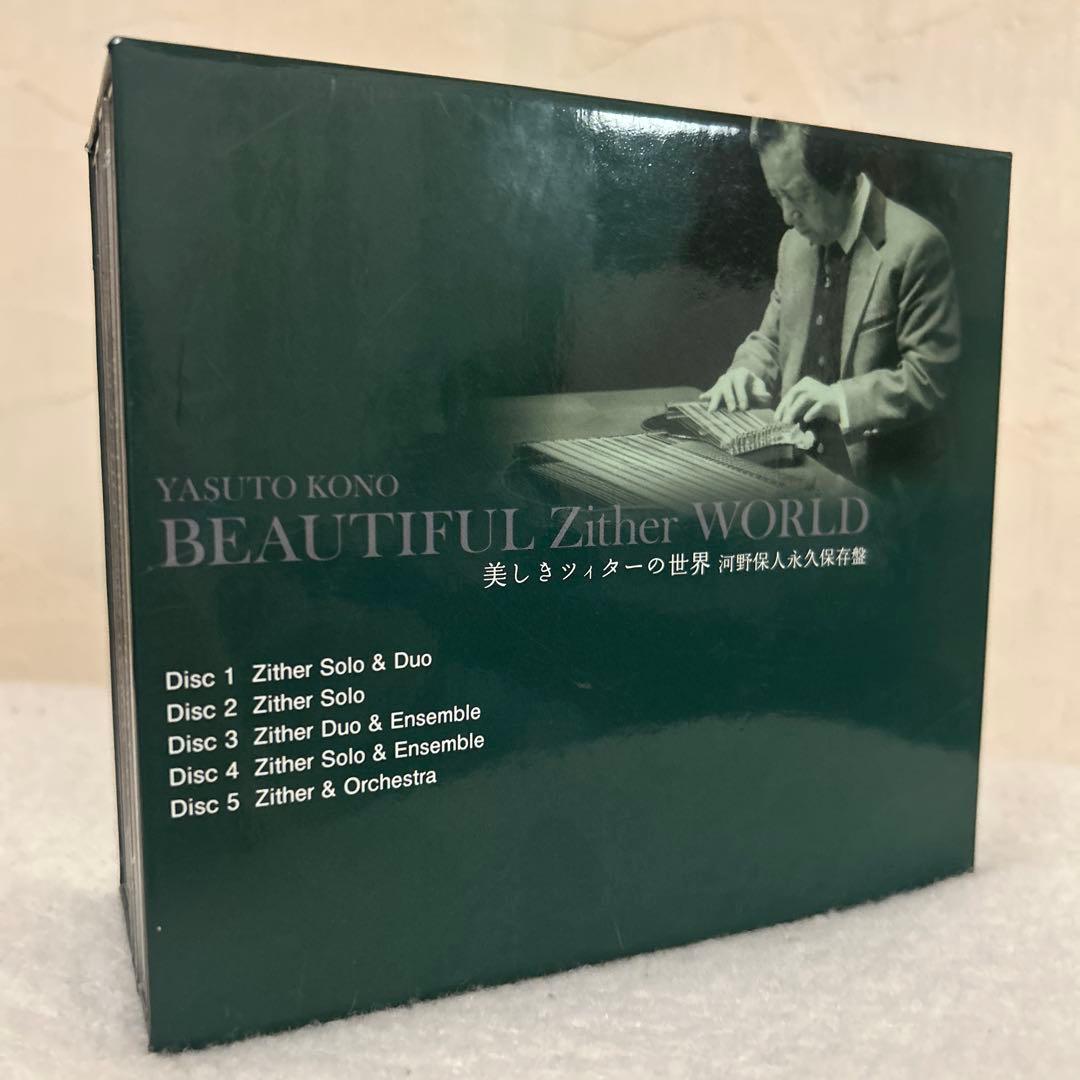 YASUTO KONO
BEAUTIFUL Zither WORLD
美しきツィターの世界 河野保人永久保存盤
Disc 1 Zither Solo & Duo
Disc 2 Zither Solo
Disc 3 Zither Duo & Ensemble
Disc 4 Zither Solo & Ensemble
Disc 5 Zither & Orchestra